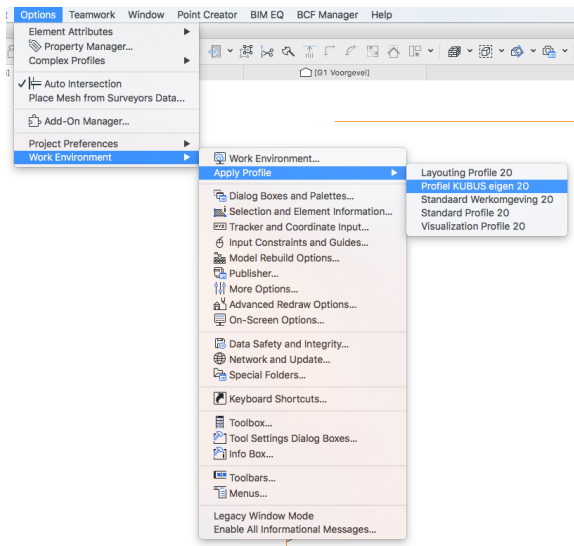 Options Teamwork Window Point Creator BIM EQ BCF Manager Help
Element Attributes
Property Manager...
Complex Profiles
[G1 Voorgevel]
Auto Intersection
Place Mesh from Surveyors Data...
Add-On Manager...
Project Preferences
Work Environment
Work Environment...
Apply Profile
Layouting Profile 20
Profiel KUBUS eigen 20
Standaard Werkomgeving 20
Standard Profile 20
Visualization Profile 20
Dialog Boxes and Palettes...
Selection and Element Information...
Tracker and Coordinate Input...
Input Constraints and Guides...
Model Rebuild Options...
Publisher...
More Options...
Advanced Redraw Options...
On-Screen Options...
Data Safety and Integrity...
Network and Update...
Special Folders...
Keyboard Shortcuts...
Toolbox...
Tool Settings Dialog Boxes...
Info Box...
Toolbars...
Menus...
Legacy Window Mode
Enable All Informational Messages...